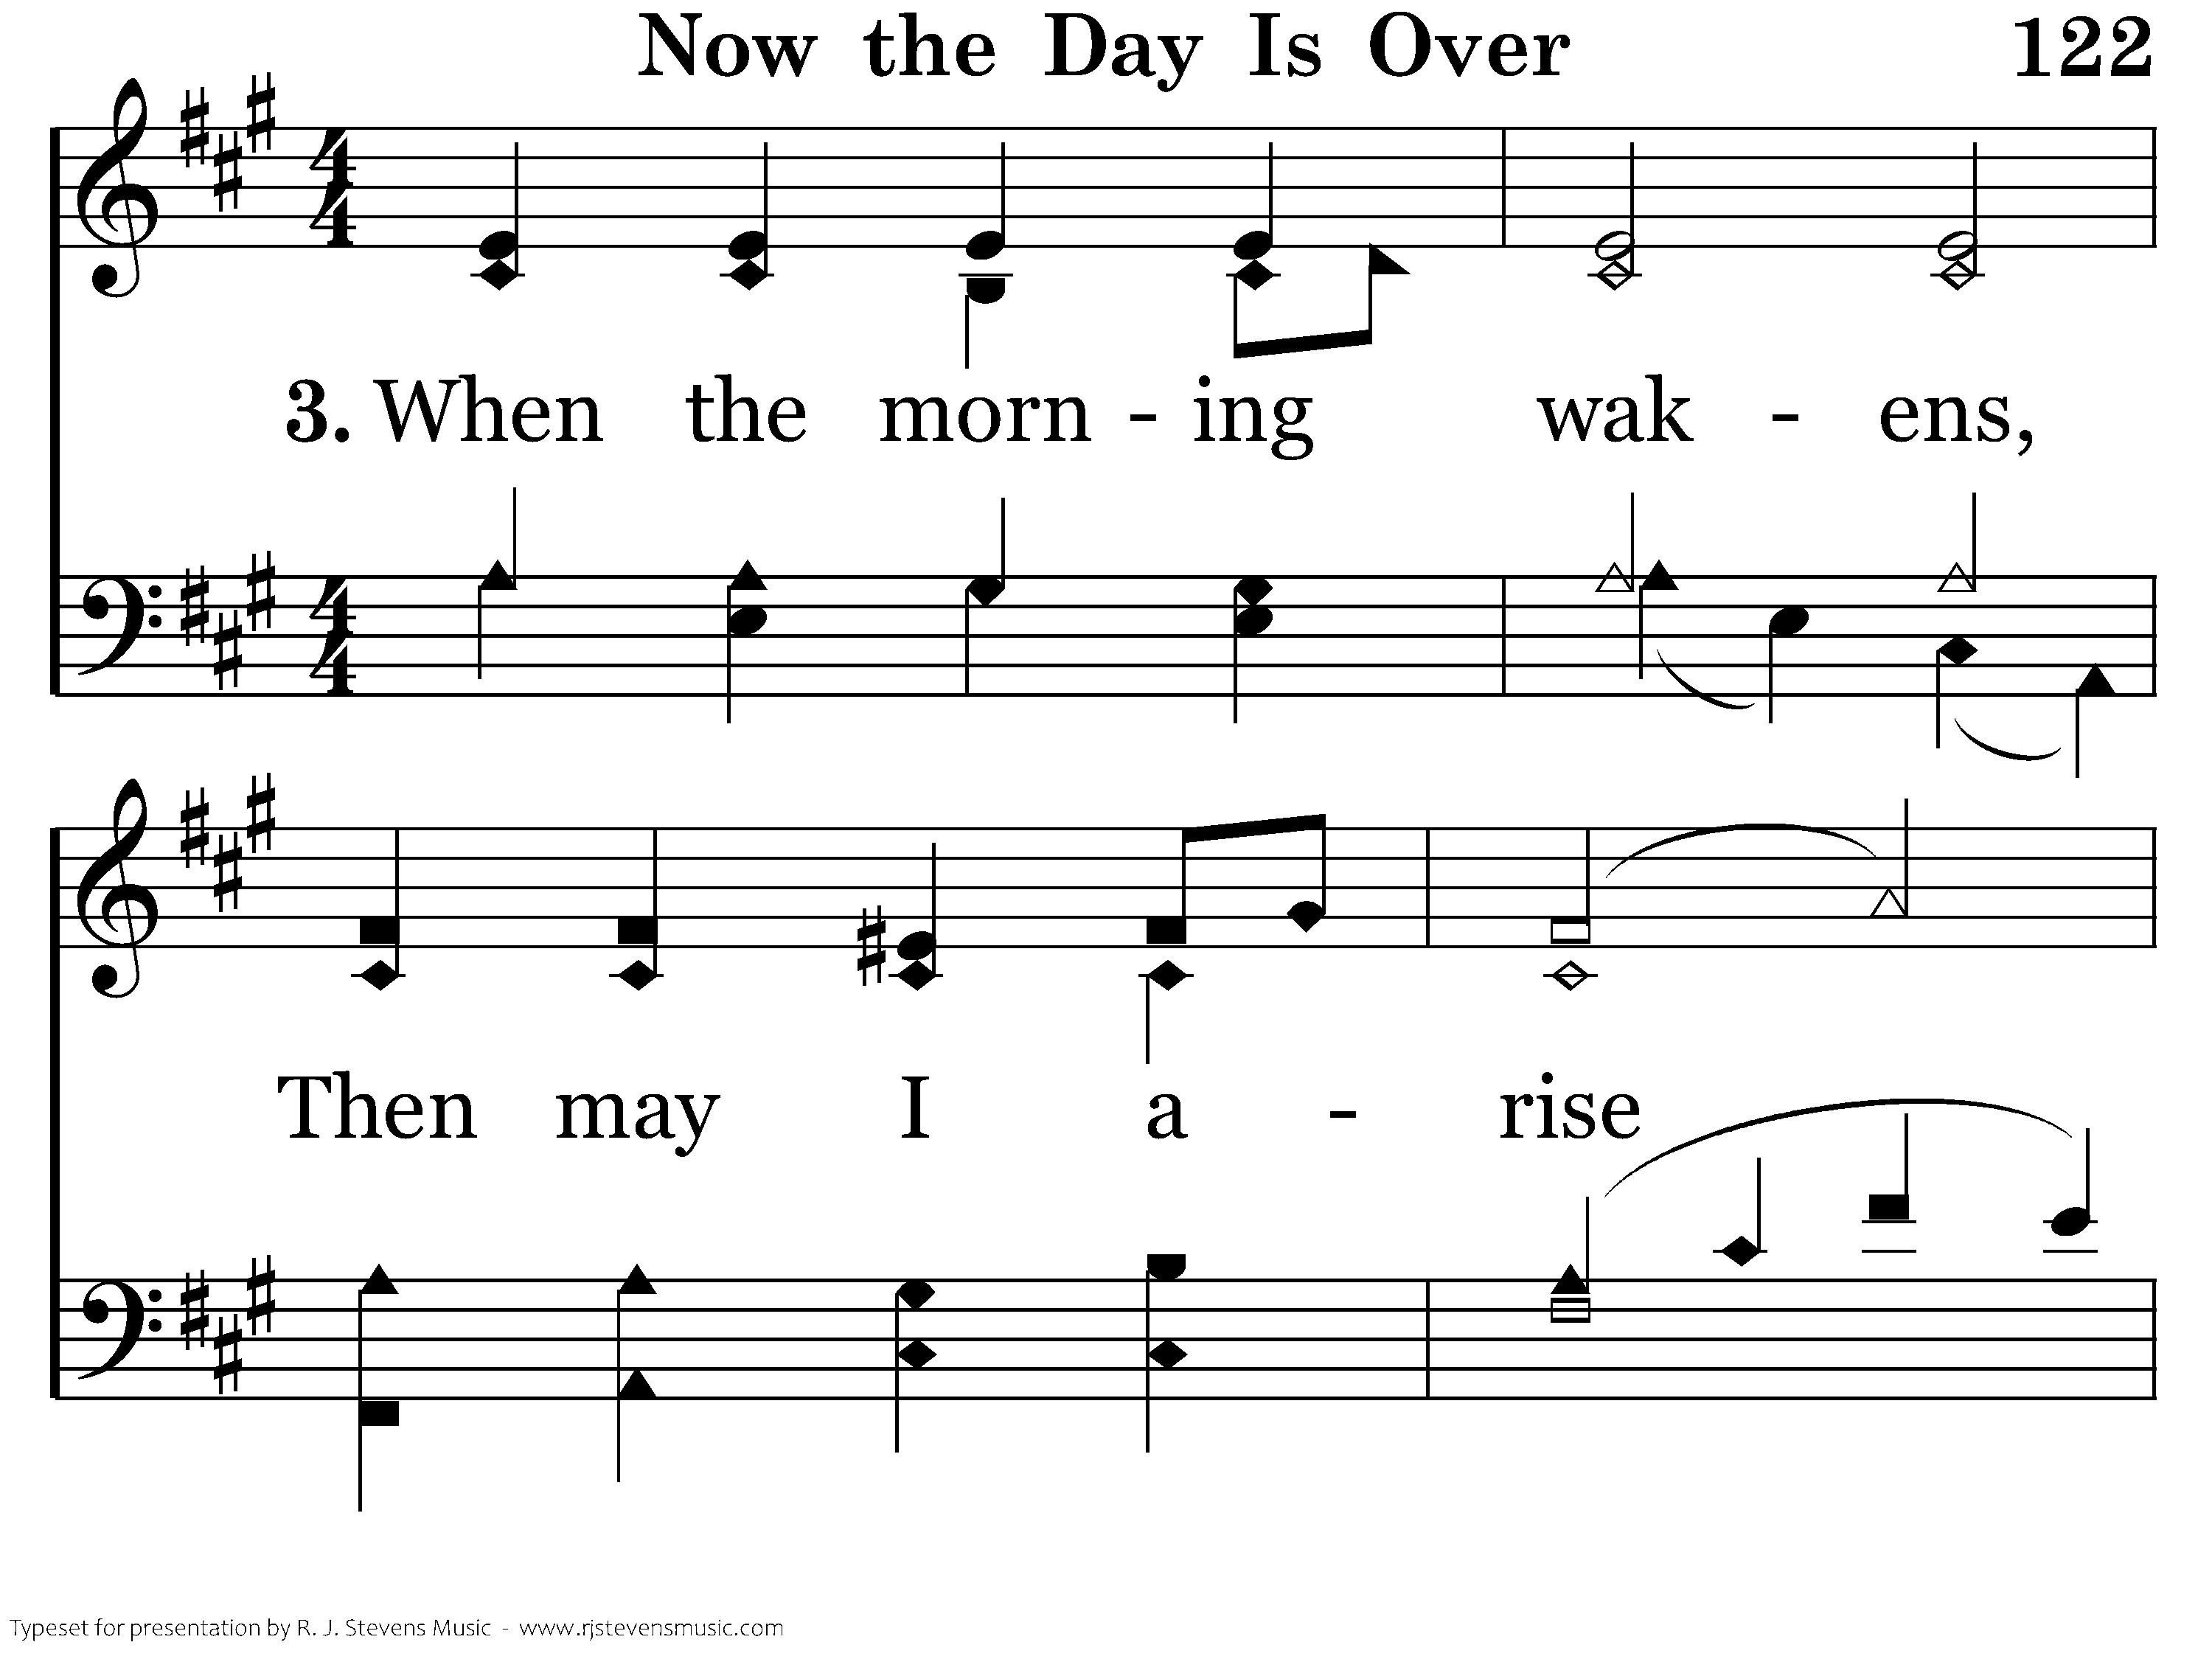 Now the Day Is Over 122
3. When the morn - ing wak - ens,
Then may I a - rise
Typeset for presentation by R. J. Stevens Music - www.rjstevensmusic.com